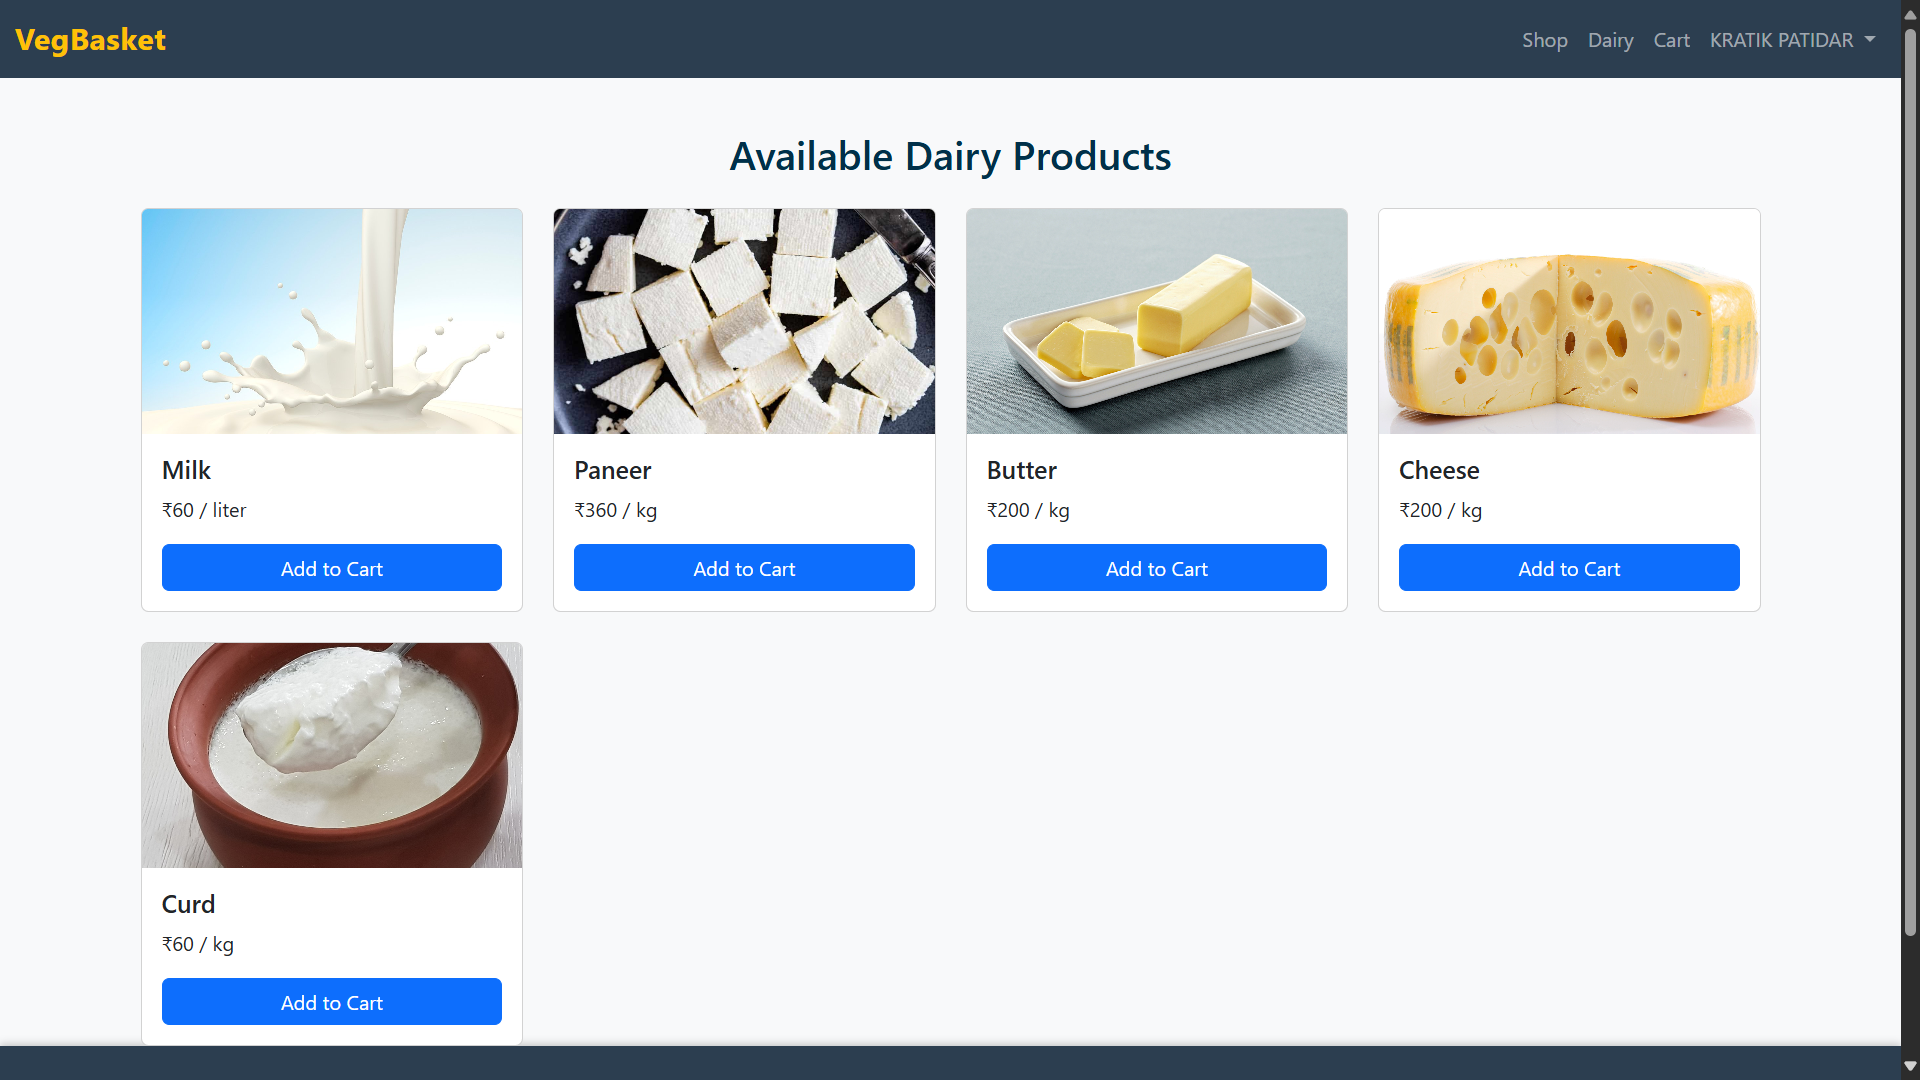 VegBasket
Shop Dairy Cart KRATIK PATIDAR
Available Dairy Products
Milk
₹60 / liter
Add to Cart
Paneer
₹360 / kg
Add to Cart
Butter
₹200 / kg
Add to Cart
Cheese
₹200 / kg
Add to Cart
Curd
₹60 / kg
Add to Cart